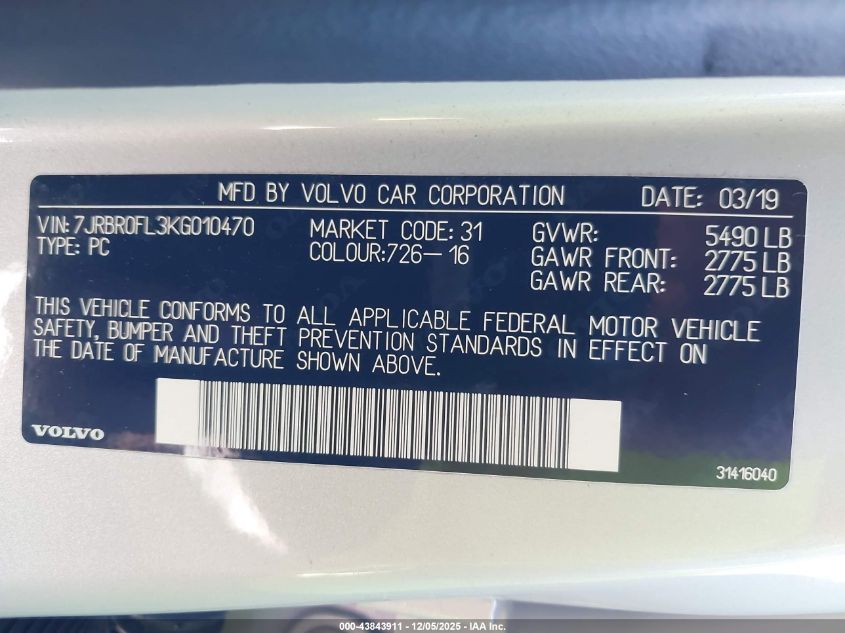 MFD BY VOLVO CAR CORPORATION DATE: 03/19
VIN: 7JRBR0FL3KG010470 MARKET CODE: 31 GVWR: 5490 LB
TYPE: PC COLOUR:726-16 GAWR FRONT: 2775 LB
GAWR REAR: 2775 LB
THIS VEHICLE CONFORMS TO ALL APPLICABLE FEDERAL MOTOR VEHICLE
SAFETY, BUMPER AND THEFT PREVENTION STANDARDS IN EFFECT ON
THE DATE OF MANUFACTURE SHOWN ABOVE.
VOLVO
31416040
000-43843911 - 12/05/2025 - IAA Inc.